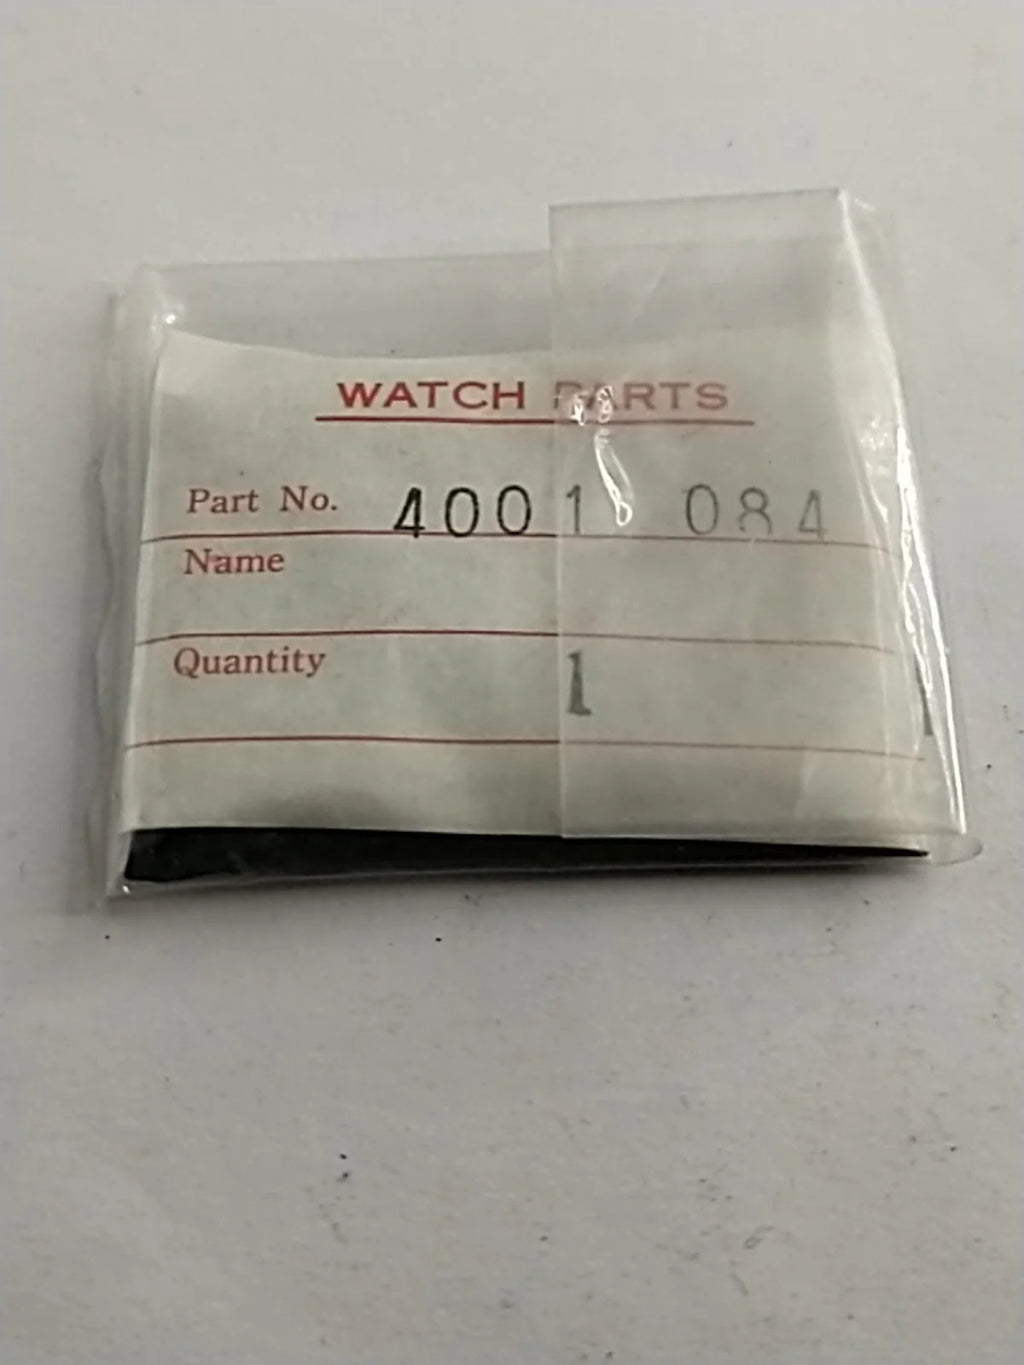 WATCH PARTS
Part No. 4001 084
Name
Quantity 1